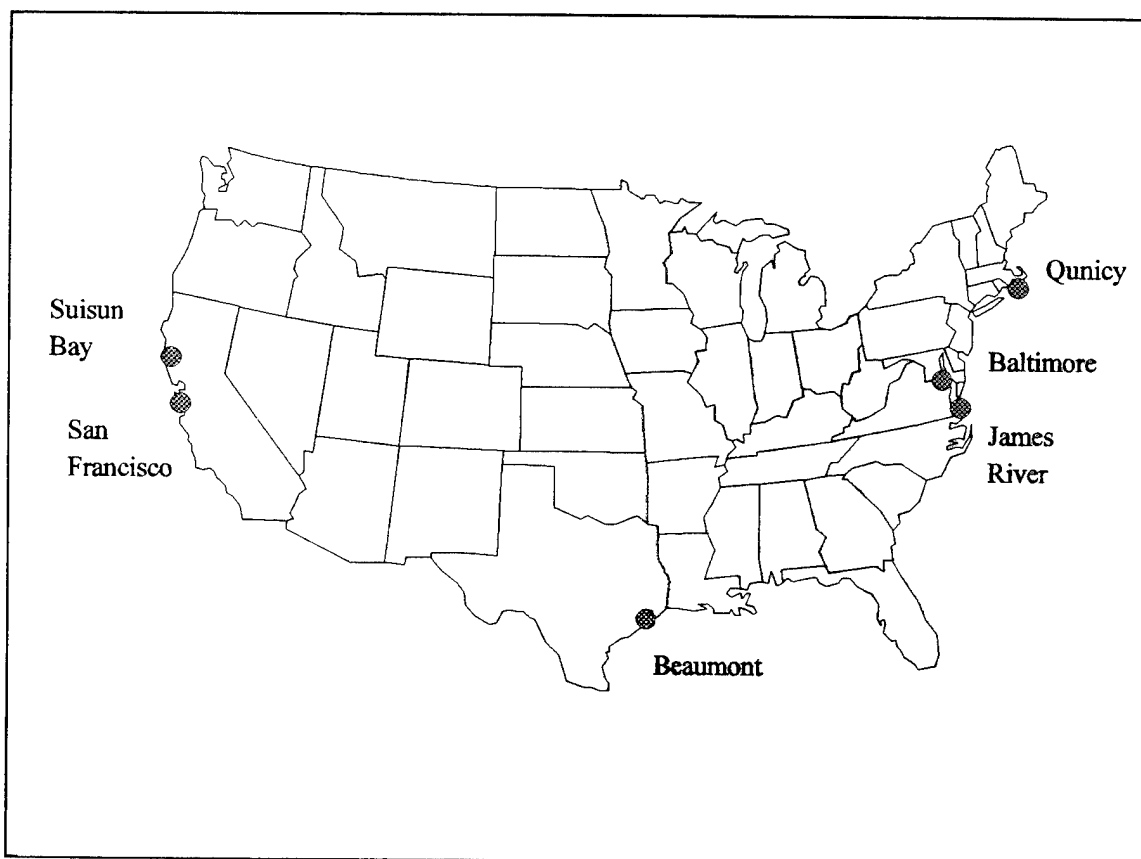 Qunicy
Suisun
Bay
Baltimore
San
Francisco
James
River
Beaumont